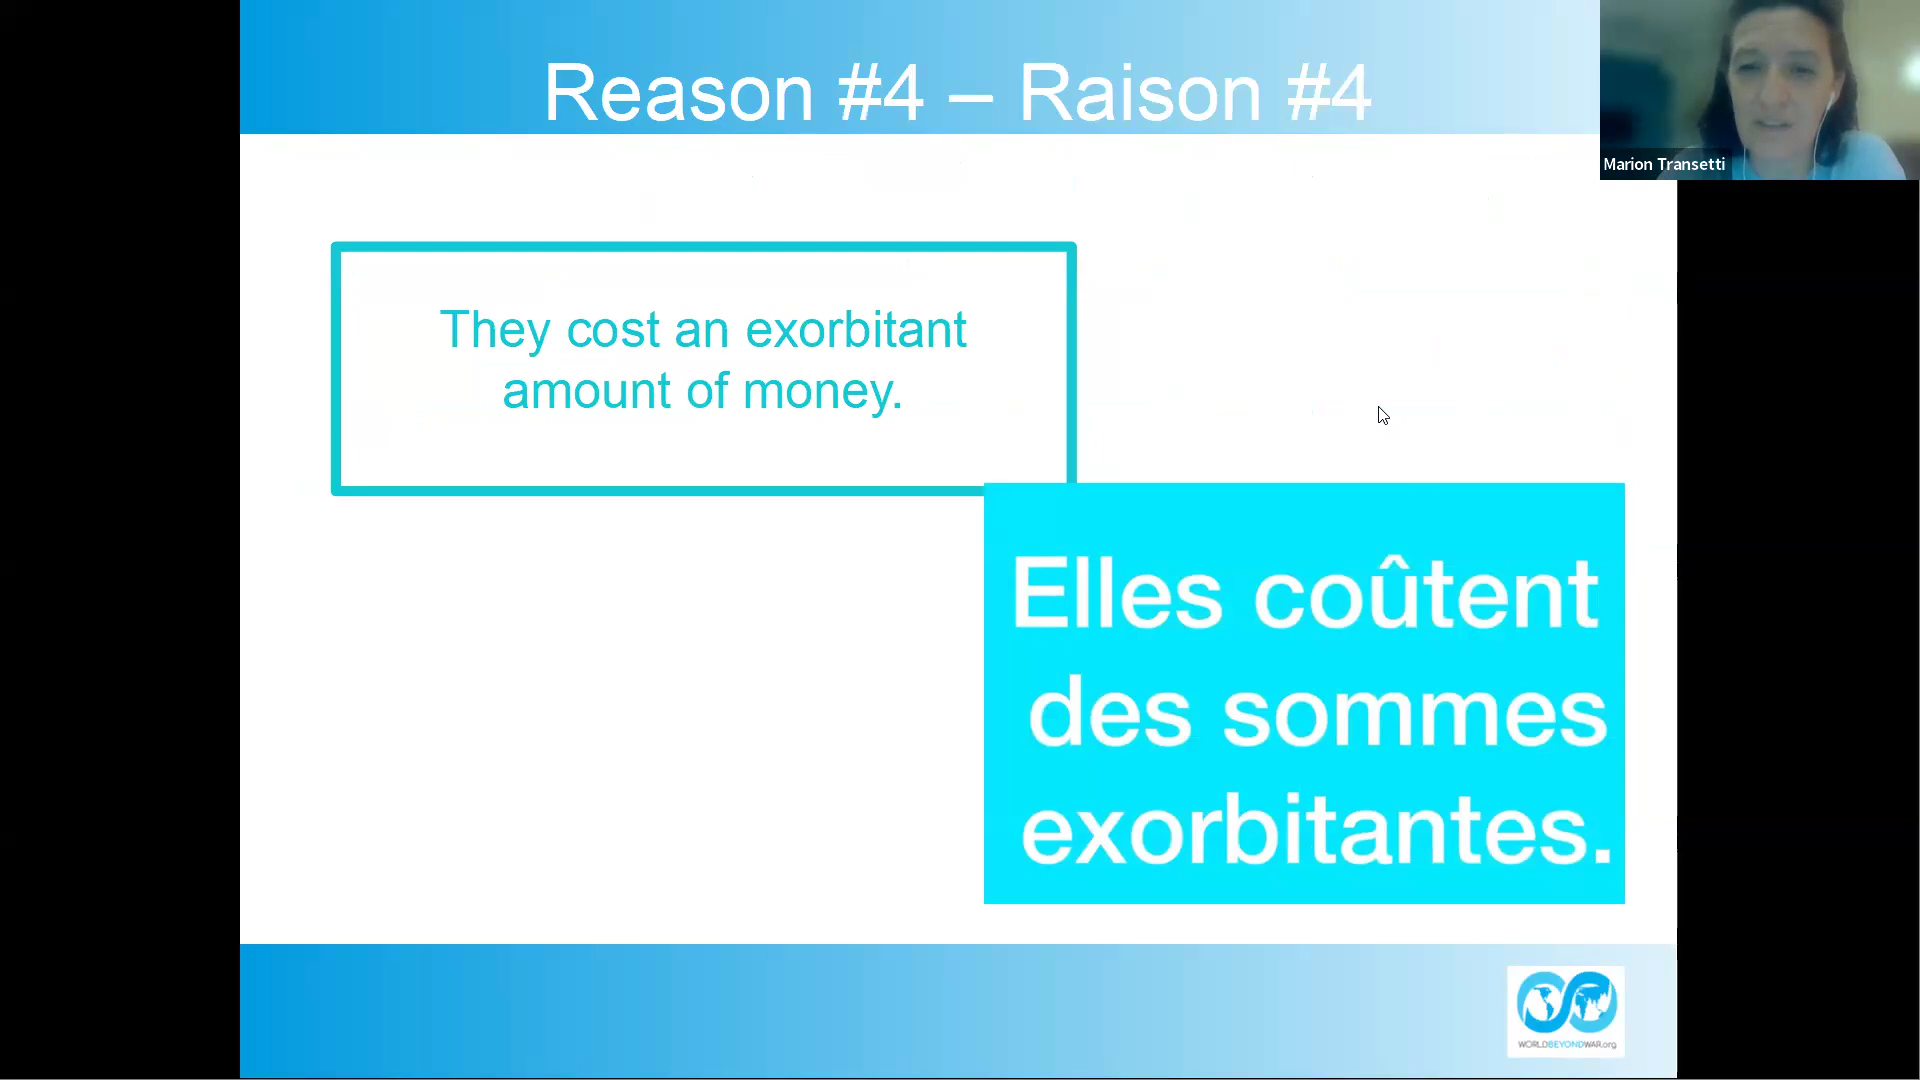 Reason #4 – Raison #4
Marion Transetti
They cost an exorbitant
amount of money.
Elles coûtent
des sommes
exorbitantes.
WORLDBEYONDWAR.org